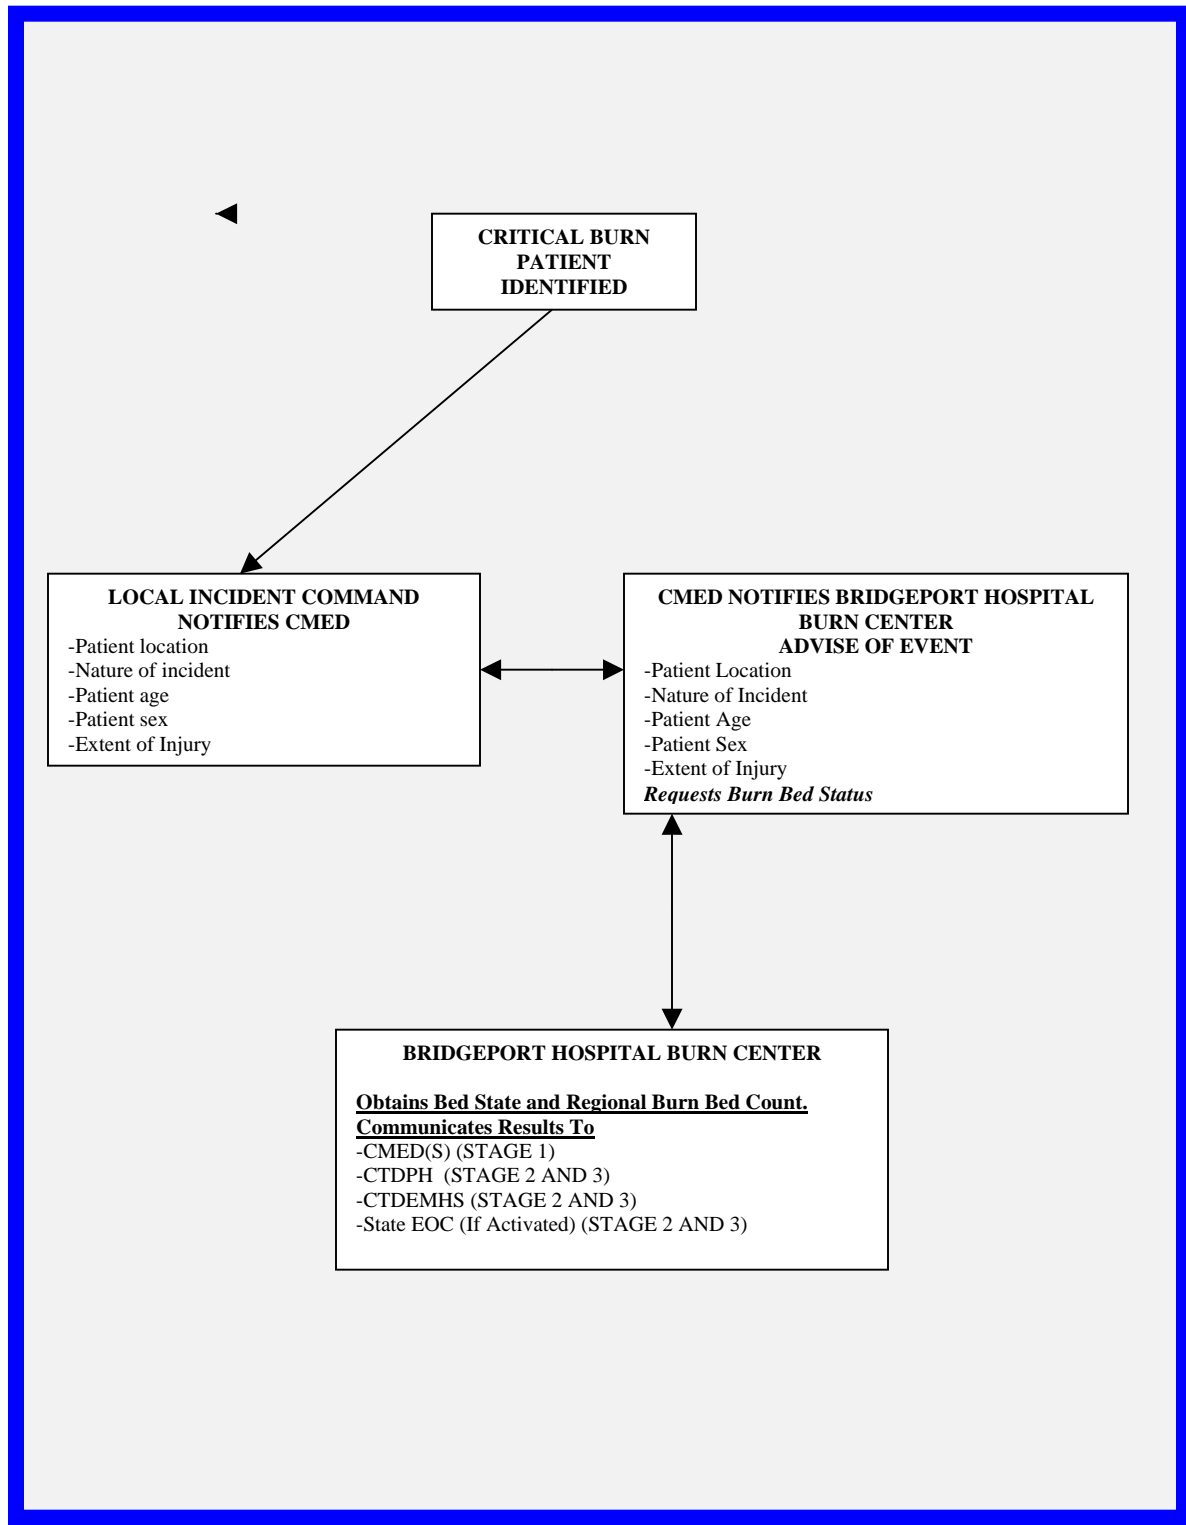 CRITICAL BURN
PATIENT
IDENTIFIED
LOCAL INCIDENT COMMAND
NOTIFIES CMED
-Patient location
-Nature of incident
-Patient age
-Patient sex
-Extent of Injury
CMED NOTIFIES BRIDGEPORT HOSPITAL
BURN CENTER
ADVISE OF EVENT
-Patient Location
-Nature of Incident
-Patient Age
-Patient Sex
-Extent of Injury
Requests Burn Bed Status
BRIDGEPORT HOSPITAL BURN CENTER
Obtains Bed State and Regional Burn Bed Count.
Communicates Results To
-CMED(S) (STAGE 1)
-CTDPH  (STAGE 2 AND 3)
-CTDEMHS (STAGE 2 AND 3)
-State EOC (If Activated) (STAGE 2 AND 3)